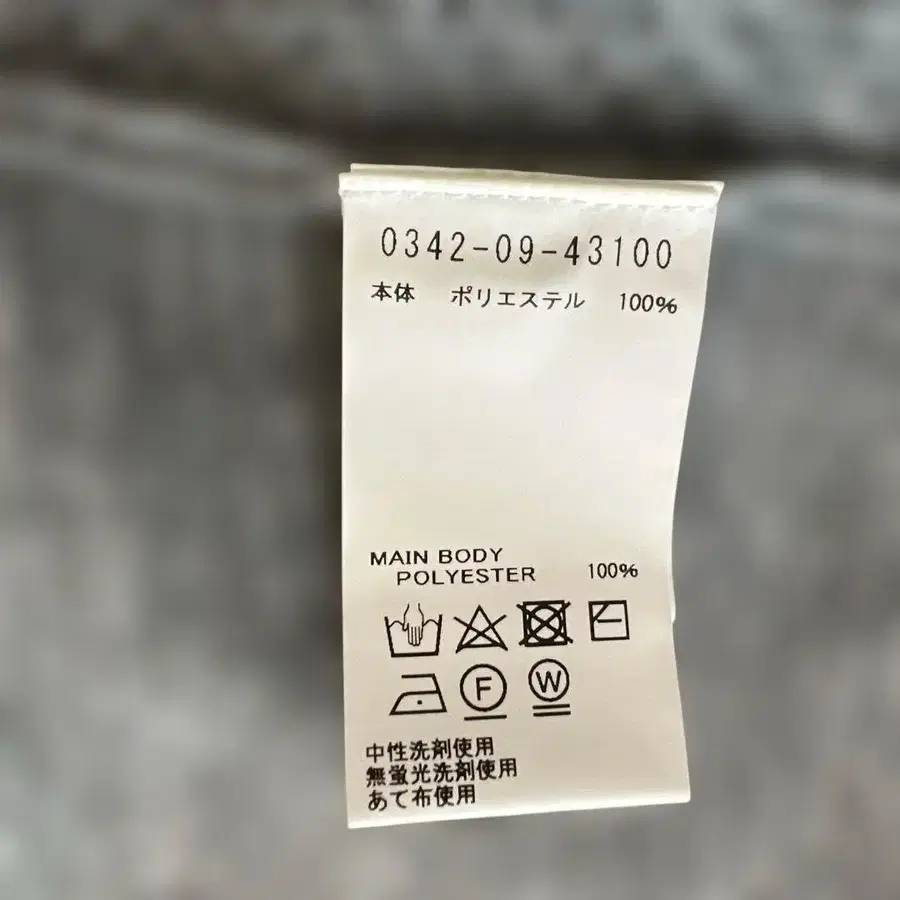 0342-09-43100
本体 ポリエステル 100%
MAIN BODY
POLYESTER 100%
F W
中性洗剤使用
無蛍光洗剤使用
あて布使用